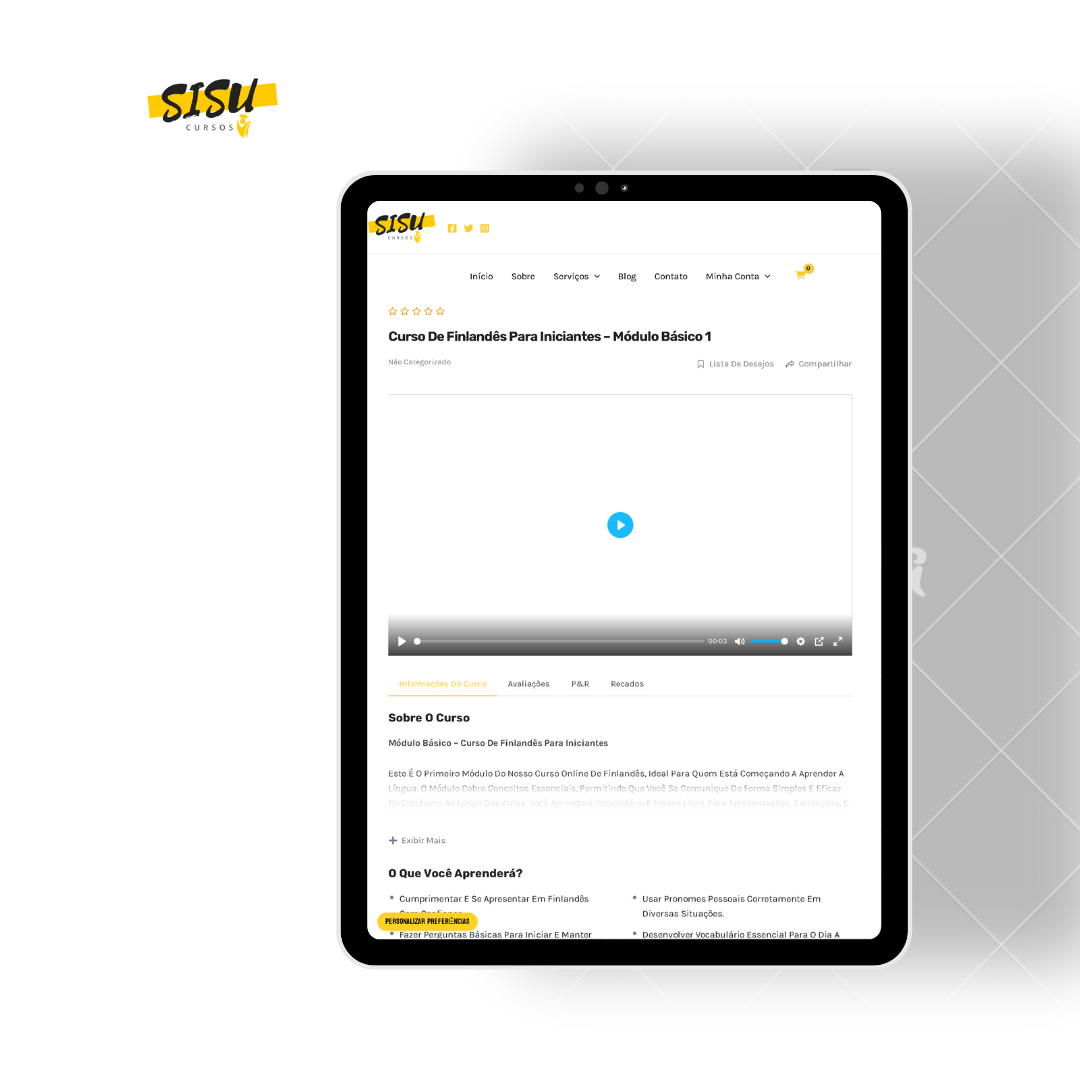 SISU
CURSOS
SISU
CURSOS
Início Sobre Serviços Blog Contato Minha Conta 0
Curso De Finlandês Para Iniciantes – Módulo Básico 1
Não Categorizado Lista De Desejos Compartilhar
00:03
Informações Do Curso Avaliações P&R Recados
Sobre O Curso
Módulo Básico – Curso De Finlandês Para Iniciantes
Este É O Primeiro Módulo Do Nosso Curso Online De Finlandês, Ideal Para Quem Está Começando A Aprender A
Língua. O Módulo Cobre Conceitos Essenciais, Permitindo Que Você Se Comunique De Forma Simples E Eficaz
No Cotidiano. Ao Longo Das Aulas, Você Aprenderá Vocabulário E Frases Úteis Para Apresentações, Saudações, E
Exibir Mais
O Que Você Aprenderá?
Cumprimentar E Se Apresentar Em Finlandês
Usar Pronomes Pessoais Corretamente Em
Diversas Situações.
PERSONALIZAR PREFERÊNCIAS
Fazer Perguntas Básicas Para Iniciar E Manter
Desenvolver Vocabulário Essencial Para O Dia A